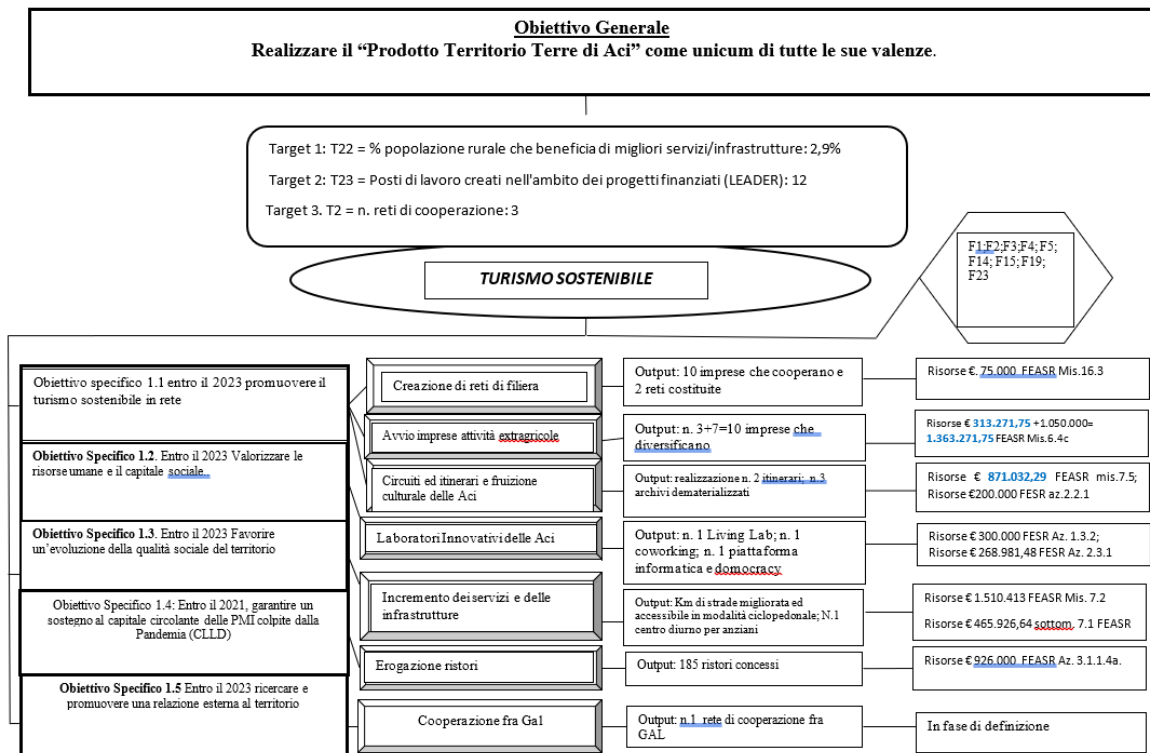 Obiettivo Generale
Realizzare il “Prodotto Territorio Terre di Aci” come unicum di tutte le sue valenze.
Target 1: T22 = % popolazione rurale che beneficia di migliori servizi/infrastrutture: 2,9%
Target 2: T23 = Posti di lavoro creati nell'ambito dei progetti finanziati (LEADER): 12
Target 3. T2 = n. reti di cooperazione: 3
F1;F2;F3;F4; F5;
F14; F15; F19;
F23
TURISMO SOSTENIBILE
Obiettivo specifico 1.1 entro il 2023 promuovere il
turismo sostenibile in rete
Creazione di reti di filiera
Output: 10 imprese che cooperano e
2 reti costituite
Risorse €. 75.000 FEASR Mis.16.3
Avvio imprese attività extragricole
Output: n. 3+7=10 imprese che
diversificano
Risorse € 313.271,75 +1.050.000=
1.363.271,75 FEASR Mis.6.4c
Obiettivo Specifico 1.2. Entro il 2023 Valorizzare le
risorse umane e il capitale sociale..
Circuiti ed itinerari e fruizione
culturale delle Aci
Output: realizzazione n. 2 itinerari; n.3
archivi dematerializzati
Risorse € 871.032,29 FEASR mis.7.5;
Risorse €200.000 FESR az.2.2.1
Obiettivo Specifico 1.3. Entro il 2023 Favorire
un’evoluzione della qualità sociale del territorio
Laboratori Innovativi delle Aci
Output: n. 1 Living Lab; n. 1
coworking; n. 1 piattaforma
informatica e domocracy
Risorse € 300.000 FESR Az. 1.3.2;
Risorse € 268.981,48 FESR Az. 2.3.1
Obiettivo Specifico 1.4: Entro il 2021, garantire un
sostegno al capitale circolante delle PMI colpite dalla
Pandemia (CLLD)
Incremento dei servizi e delle
infrastrutture
Output: Km di strade migliorata ed
accessibile in modalità ciclopedonale; N.1
centro diurno per anziani
Risorse € 1.510.413 FEASR Mis. 7.2
Risorse € 465.926,64 sottom. 7.1 FEASR
Erogazione ristori
Output: 185 ristori concessi
Risorse € 926.000 FEASR Az. 3.1.1.4a.
Obiettivo Specifico 1.5 Entro il 2023 ricercare e
promuovere una relazione esterna al territorio
Cooperazione fra Gal
Output: n.1 rete di cooperazione fra
GAL
In fase di definizione